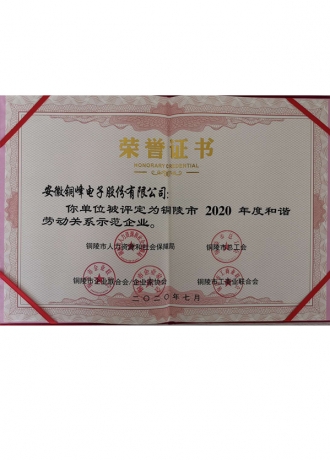 荣誉证书
HONORARY CREDENTIAL
安徽铜峰电子股份有限公司：
你单位被评定为铜陵市 2020 年度和谐
劳动关系示范企业。
铜陵市人力资源和社会保障局 铜陵市总工会
铜陵市企业联合会/企业家协会 铜陵市工商业联合会
二〇二〇年七月